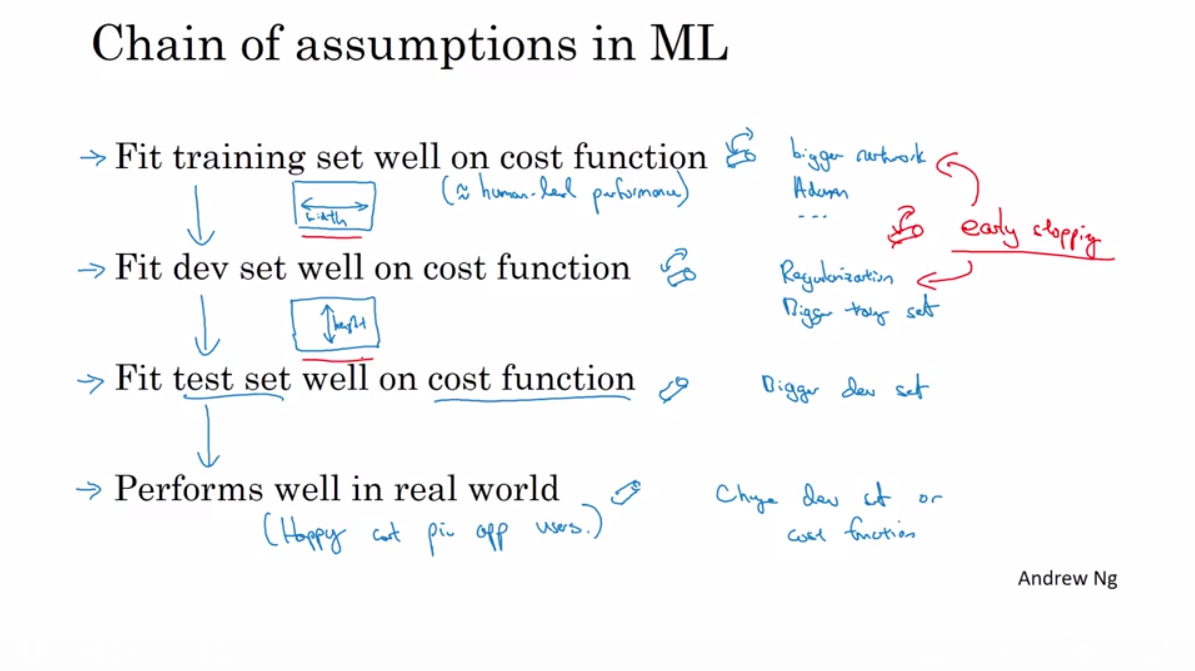 Chain of assumptions in ML
→ Fit training set well on cost function
bigger network
(≈ human-level performance)
Adam
...
width
early stopping
→ Fit dev set well on cost function
Regularization
Bigger set
height
→ Fit test set well on cost function
Bigger dev set
→ Performs well in real world
Change dev set or
cost function
(Happy cat pic app users.)
Andrew Ng